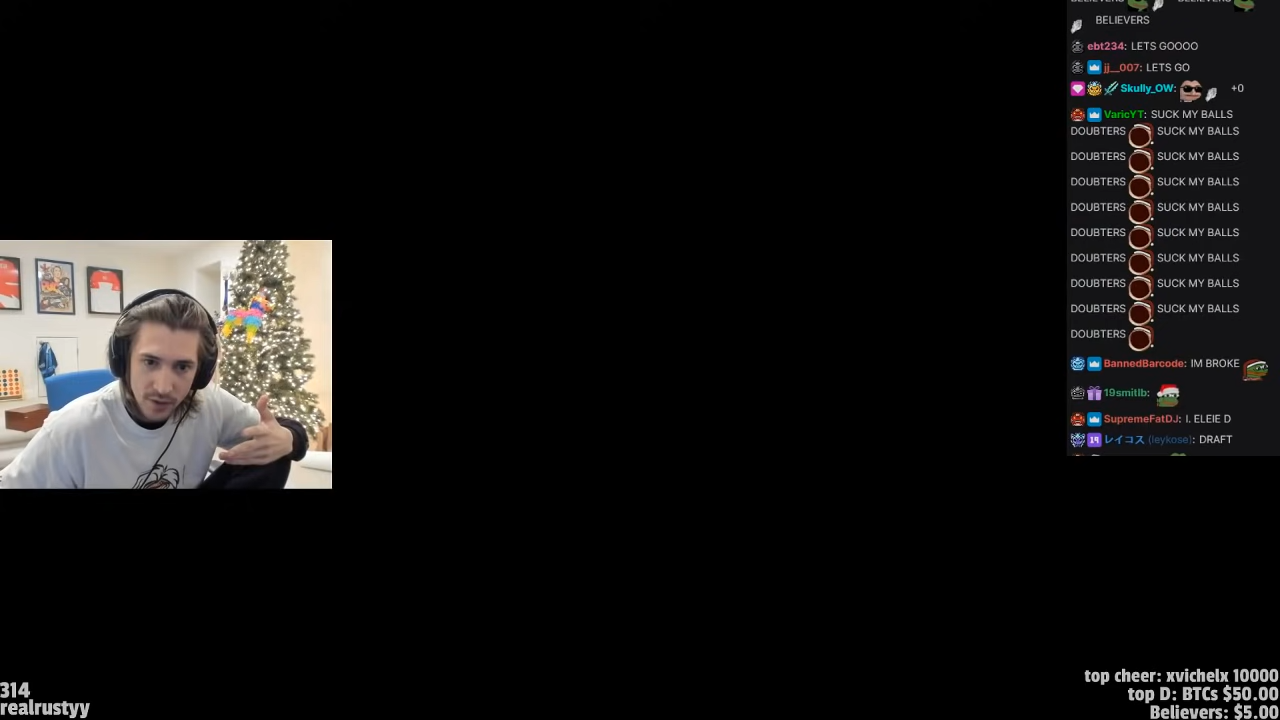 BELIEVERS
ebt234: LETS GOOOO
jj__007: LETS GO
Skully_OW: +0
VaricYT: SUCK MY BALLS
DOUBTERS SUCK MY BALLS
DOUBTERS SUCK MY BALLS
DOUBTERS SUCK MY BALLS
DOUBTERS SUCK MY BALLS
DOUBTERS SUCK MY BALLS
DOUBTERS SUCK MY BALLS
DOUBTERS SUCK MY BALLS
DOUBTERS SUCK MY BALLS
DOUBTERS
BannedBarcode: IM BROKE
19smitlb:
SupremeFatDJ: I. ELEIE D
レイコス (leykose): DRAFT
314
realrustyy
top cheer: xvichelx 10000
top D: BTCs $50.00
Believers: $5.00